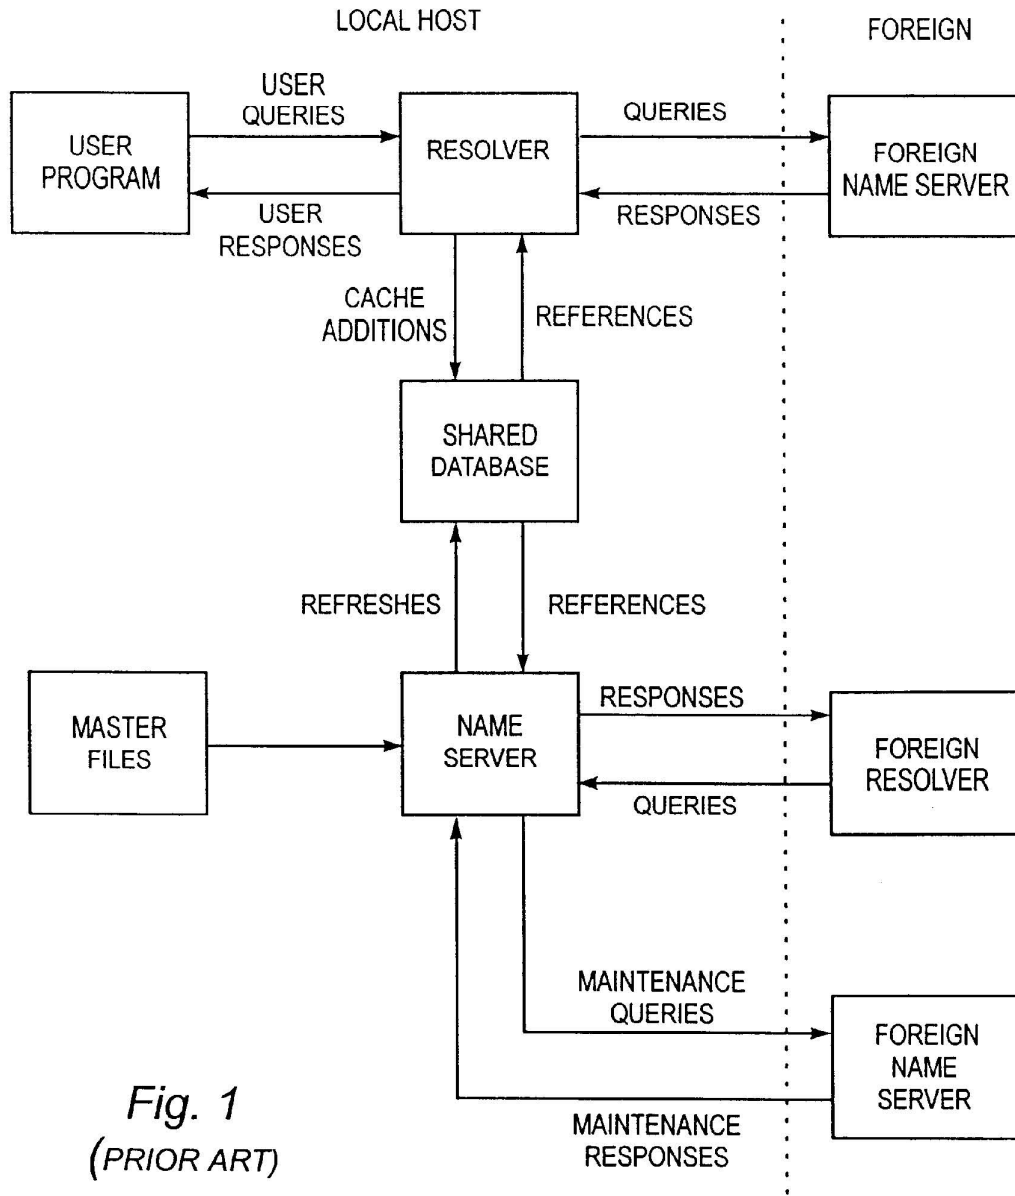 LOCAL HOST
FOREIGN
USER
QUERIES
QUERIES
USER
PROGRAM
RESOLVER
FOREIGN
NAME SERVER
USER
RESPONSES
RESPONSES
CACHE
ADDITIONS
REFERENCES
SHARED
DATABASE
REFRESHES
REFERENCES
MASTER
FILES
NAME
SERVER
RESPONSES
QUERIES
FOREIGN
RESOLVER
MAINTENANCE
QUERIES
FOREIGN
NAME
SERVER
MAINTENANCE
RESPONSES
Fig. 1
(PRIOR ART)